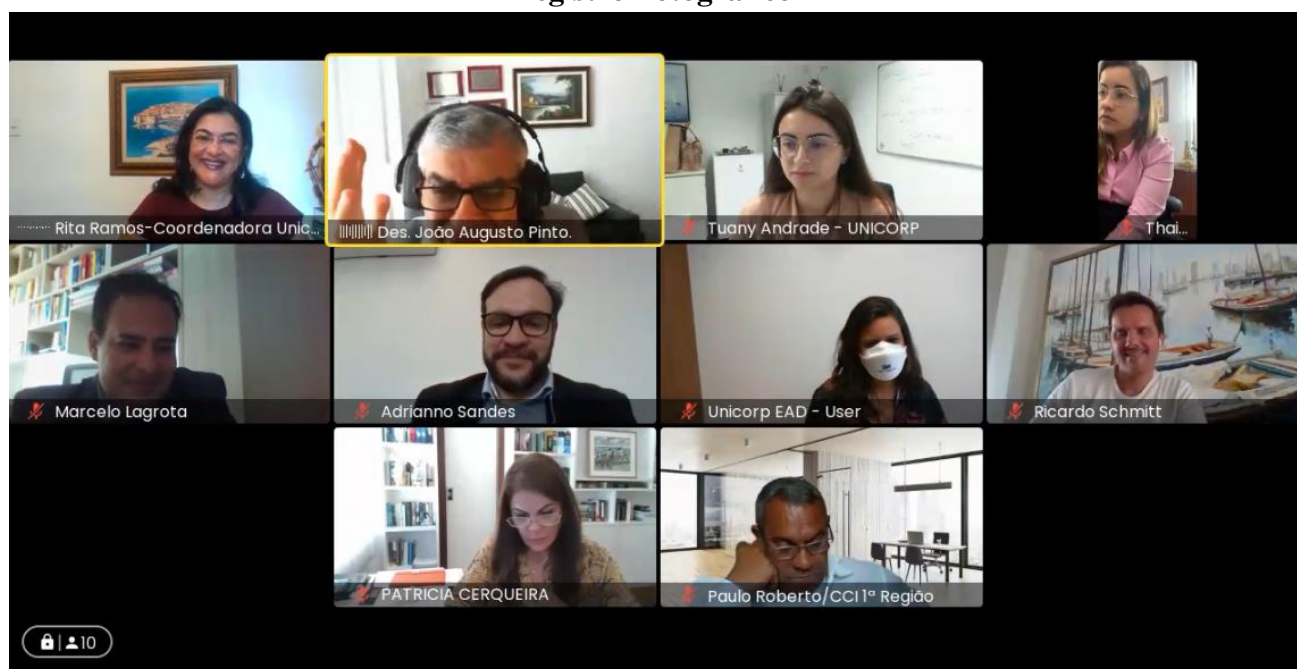 Rita Ramos-Coordenadora Unic...
Des. João Augusto Pinto.
Tuany Andrade - UNICORP
Thai...
Marcelo Lagrota
Adrianno Sandes
Unicorp EAD - User
Ricardo Schmitt
PATRICIA CERQUEIRA
Paulo Roberto/CCI 1ª Região
10